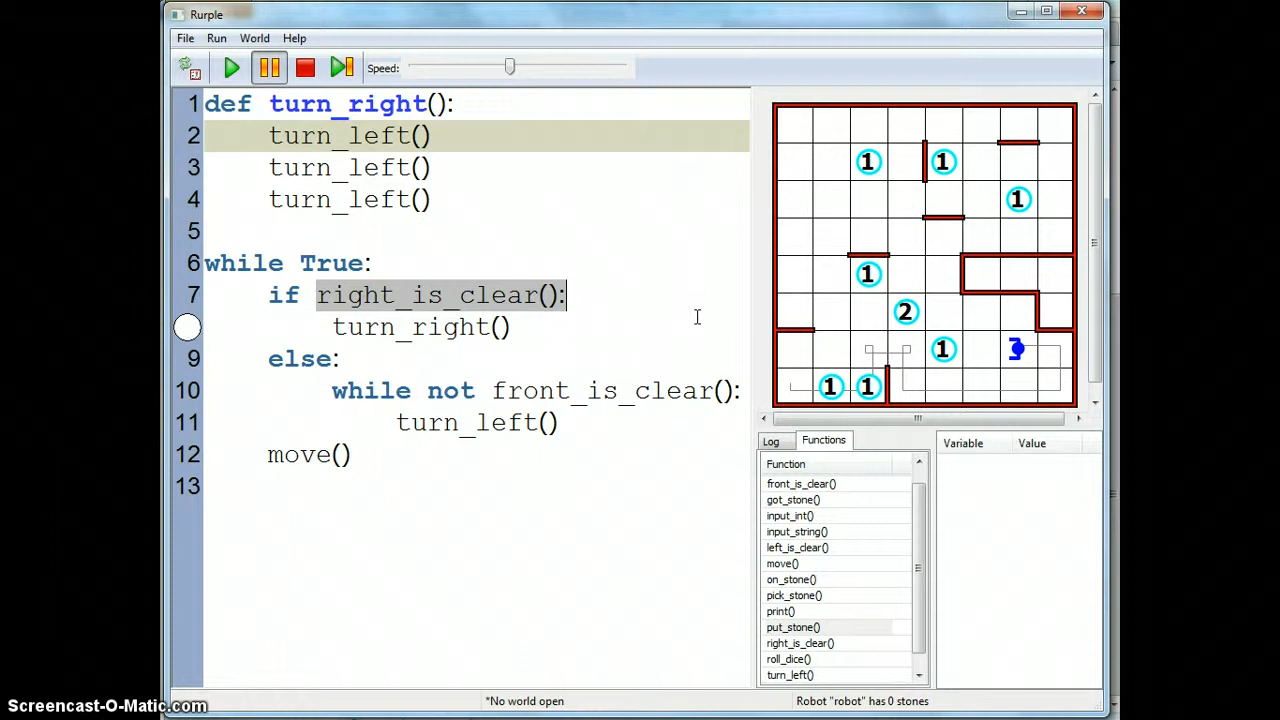 Rurple
File Run World Help
Speed:
1 def turn_right():
2 turn_left()
3 turn_left()
4 turn_left()
5
6 while True:
7 if right_is_clear():
turn_right()
9 else:
10 while not front_is_clear():
11 turn_left()
12 move()
13
1 1
1
1
2
1
1 1
Log Functions
Variable Value
Function
front_is_clear()
got_stone()
input_int()
input_string()
left_is_clear()
move()
on_stone()
pick_stone()
print()
put_stone()
right_is_clear()
roll_dice()
turn_left()
*No world open
Robot "robot" has 0 stones
Screencast-O-Matic.com